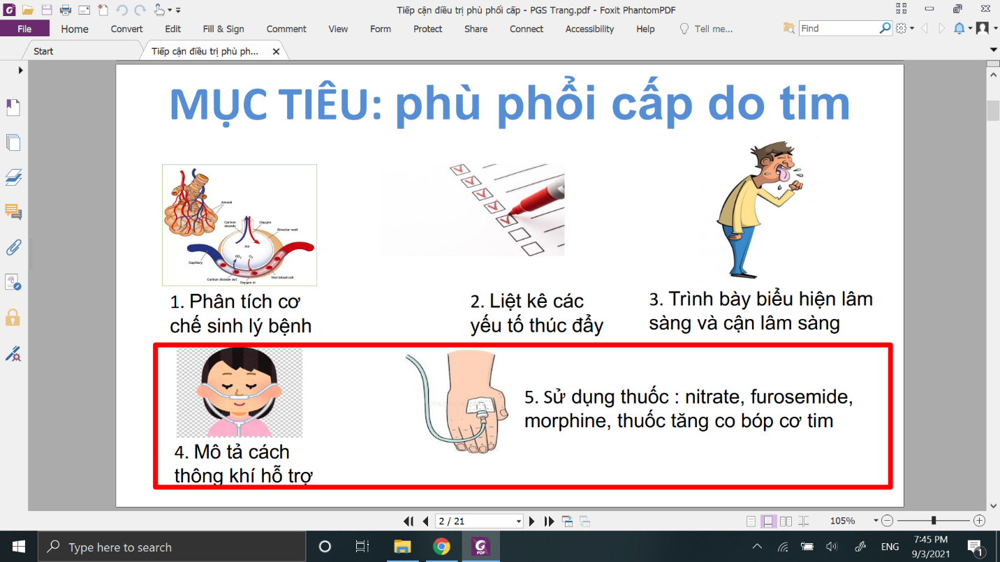 Tiếp cận điều trị phù phổi cấp - PGS Trang.pdf - Foxit PhantomPDF
File Home Convert Edit Fill & Sign Comment View Form Protect Share Connect Accessibility Help Tell me... Find
Start Tiếp cận điều trị phù ph...
MỤC TIÊU: phù phổi cấp do tim
Alveoli
Carbon dioxide
Oxygen
Alveolar wall
Air
CO2 O2
Capillary
Carbon dioxide out
Oxygen in
Red blood cell
1. Phân tích cơ
chế sinh lý bệnh
2. Liệt kê các
yếu tố thúc đẩy
3. Trình bày biểu hiện lâm
sàng và cận lâm sàng
4. Mô tả cách
thông khí hỗ trợ
5. Sử dụng thuốc : nitrate, furosemide,
morphine, thuốc tăng co bóp cơ tim
2 / 21
105%
Type here to search
PDF
ENG
7:45 PM
9/3/2021
1